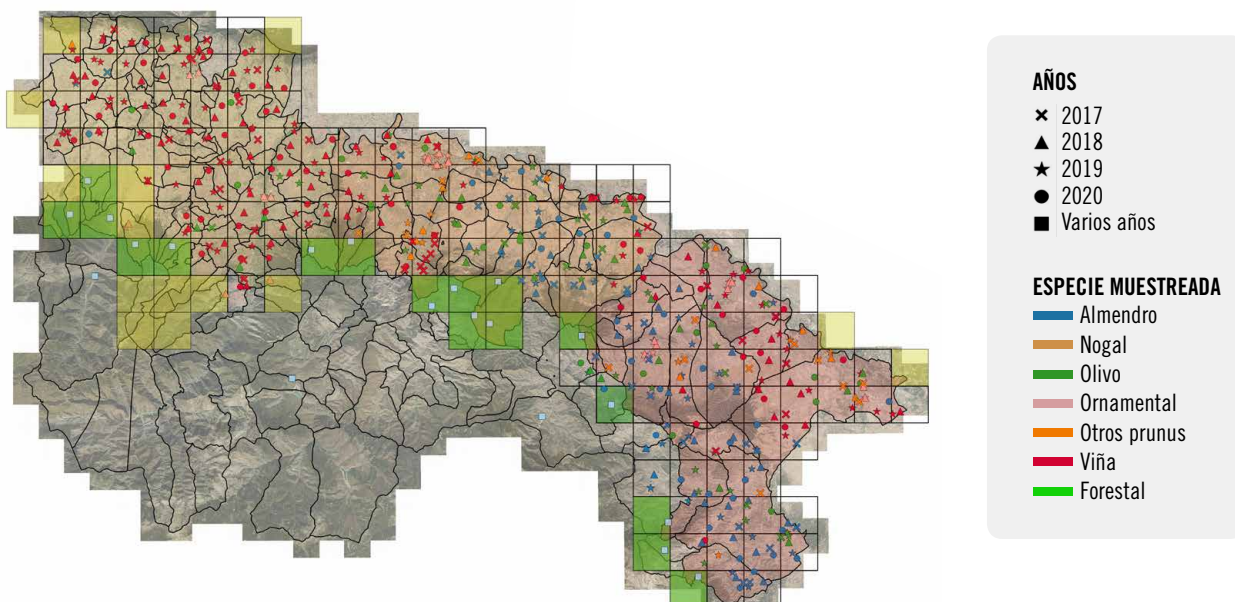 AÑOS
2017
2018
2019
2020
Varios años
ESPECIE MUESTREADA
Almendro
Nogal
Olivo
Ornamental
Otros prunus
Viña
Forestal